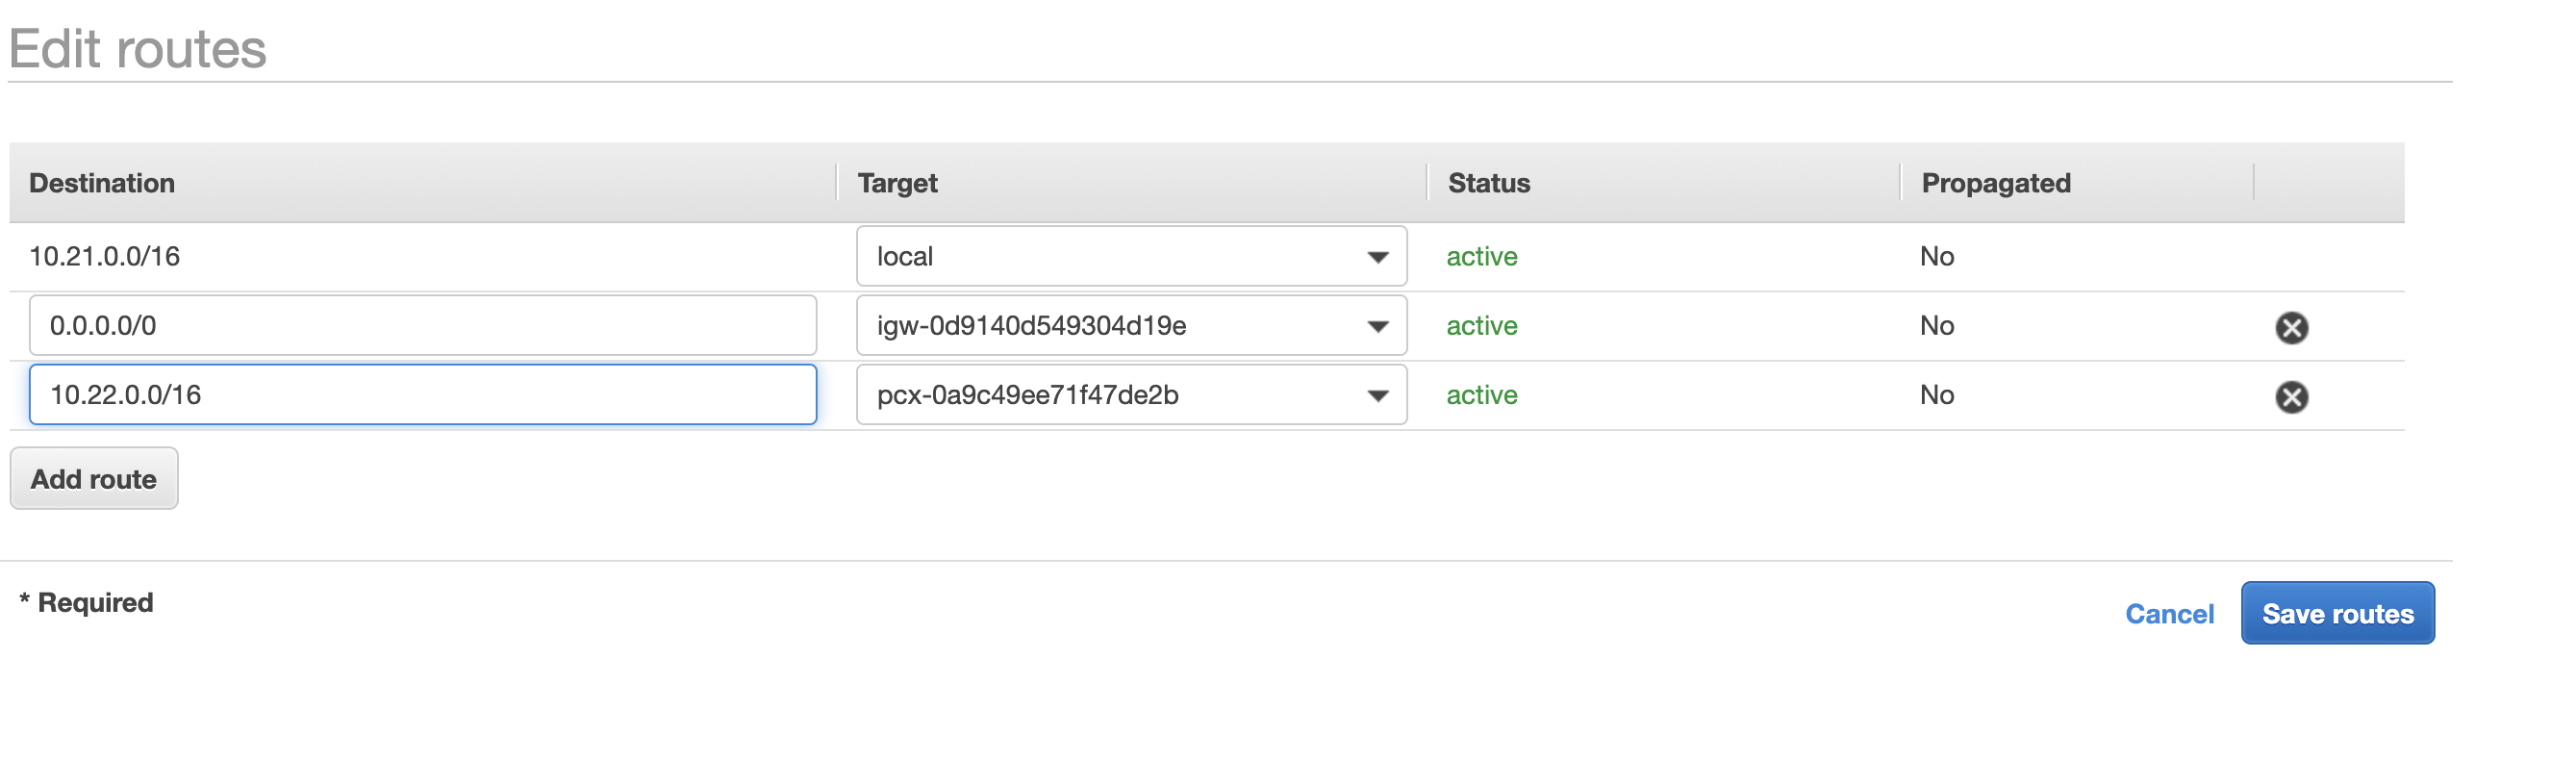 Edit routes
Destination Target Status Propagated
10.21.0.0/16 local active No
0.0.0.0/0 igw-0d9140d549304d19e active No
10.22.0.0/16 pcx-0a9c49ee71f47de2b active No
Add route
* Required
Cancel Save routes